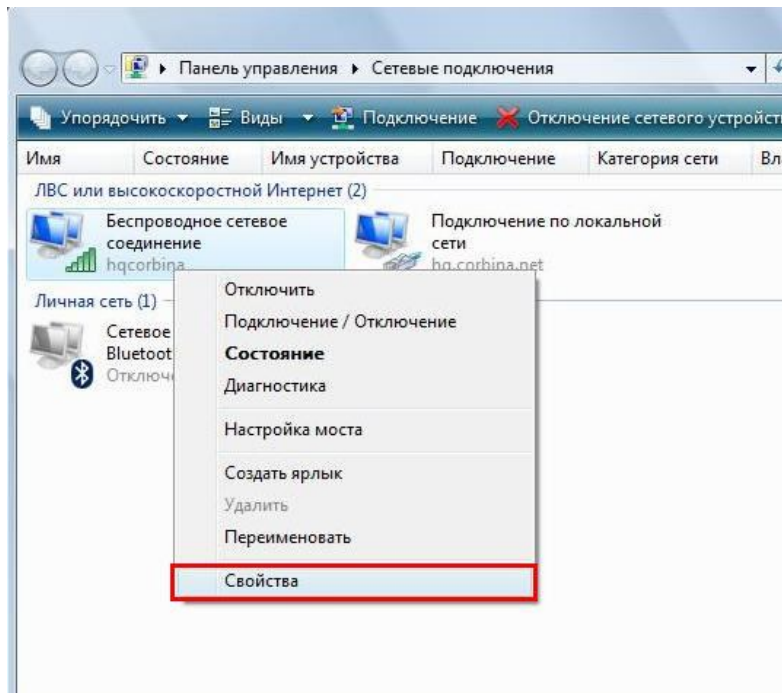 Панель управления Сетевые подключения
Упорядочить Виды Подключение Отключение сетевого
Имя Состояние Имя устройства Подключение Категория сети
ЛВС или высокоскоростной Интернет (2)
Беспроводное сетевое
соединение
hqcorbina
Подключение по локальной
сети
hq.corbina.net
Личная сеть (1)
Сетевое
Отключить
Подключение / Отключение
Состояние
Диагностика
Настройка моста
Создать ярлык
Удалить
Переименовать
Свойства